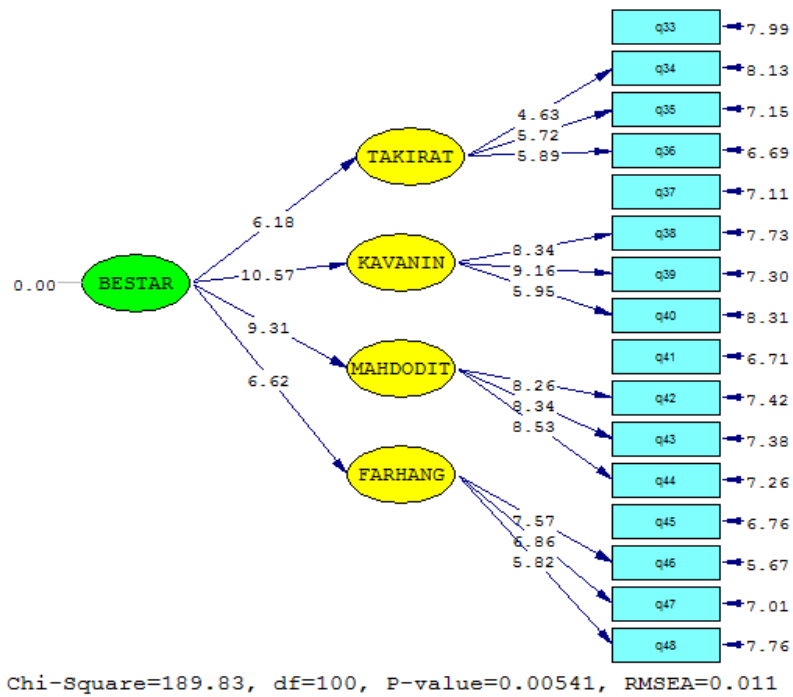 q33 7.99
q34 8.13
4.63 q35 7.15
5.72
TAKIRAT 5.89 q36 6.69
q37 7.11
6.18 q38 7.73
8.34
KAVANIN 9.16 q39 7.30
10.57
0.00 BESTAR 5.95 q40 8.31
9.31 q41 6.71
MAHDODIT 8.26 q42 7.42
6.62 8.34
8.53 q43 7.38
FARHANG q44 7.26
7.57 q45 6.76
6.86
5.82 q46 5.67
q47 7.01
q48 7.76
Chi-Square=189.83, df=100, P-value=0.00541, RMSEA=0.011